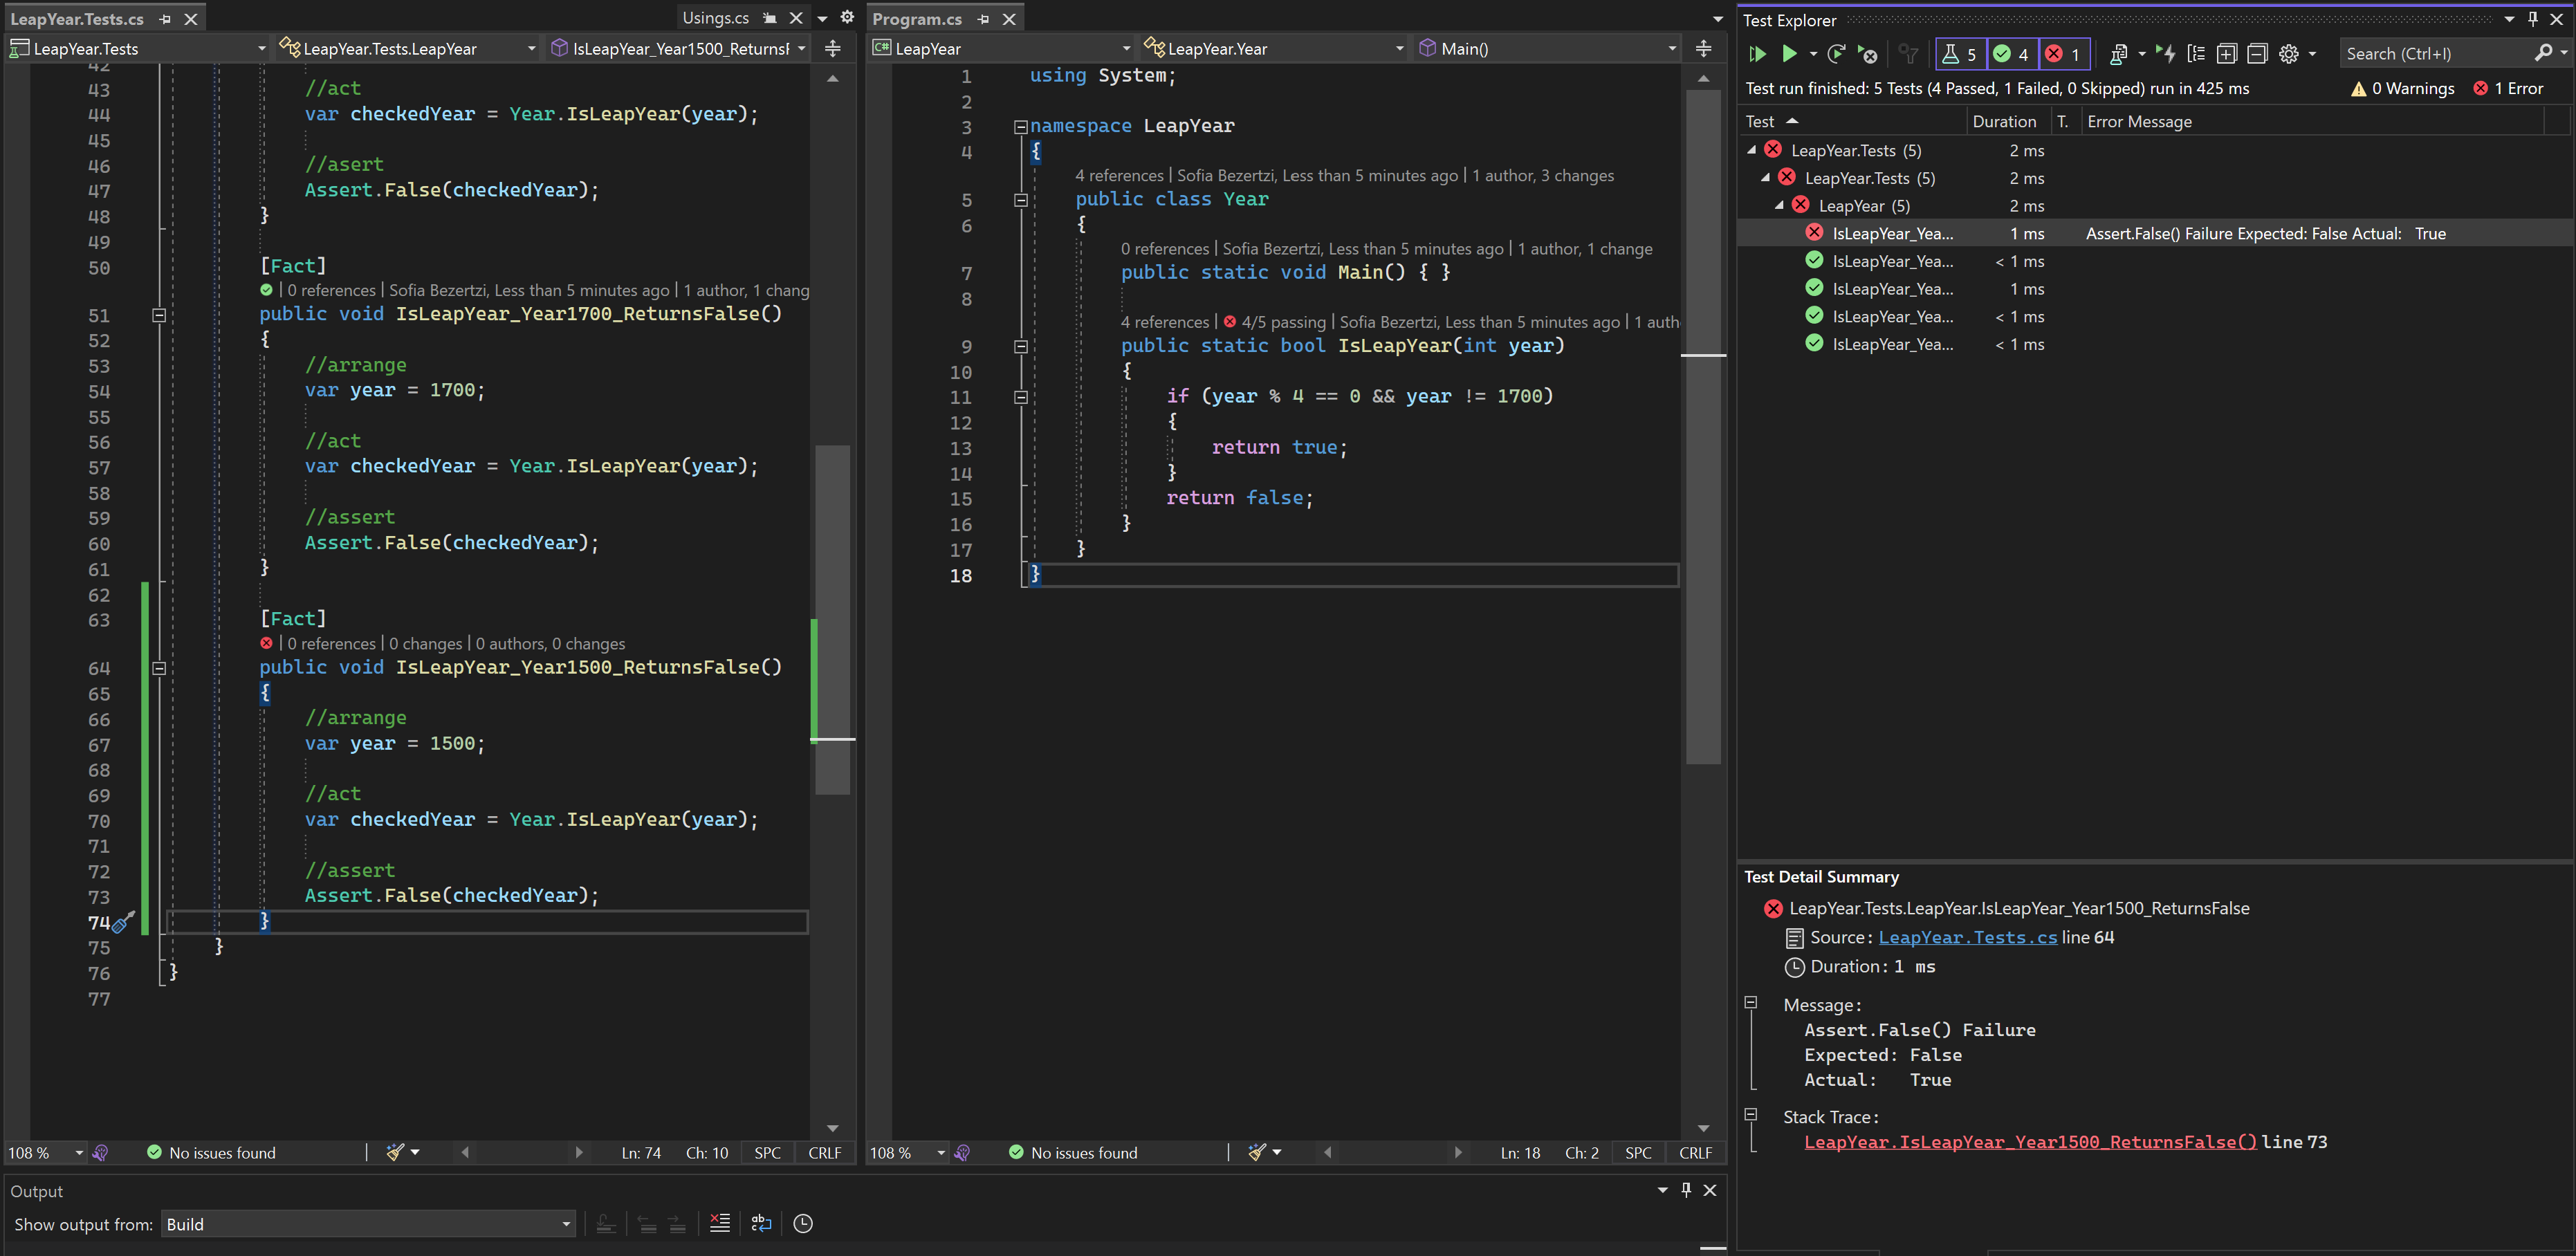 LeapYear.Tests.cs
Usings.cs
LeapYear.Tests
LeapYear.Tests.LeapYear
IsLeapYear_Year1500_Returns
42
43 //act
44 var checkedYear = Year.IsLeapYear(year);
45
46 //asert
47 Assert.False(checkedYear);
48 }
49
50 [Fact]
| 0 references | Sofia Bezertzi, Less than 5 minutes ago | 1 author, 1 chang
51 public void IsLeapYear_Year1700_ReturnsFalse()
52 {
53 //arrange
54 var year = 1700;
55
56 //act
57 var checkedYear = Year.IsLeapYear(year);
58
59 //assert
60 Assert.False(checkedYear);
61 }
62
63 [Fact]
| 0 references | 0 changes | 0 authors, 0 changes
64 public void IsLeapYear_Year1500_ReturnsFalse()
65 {
66 //arrange
67 var year = 1500;
68
69 //act
70 var checkedYear = Year.IsLeapYear(year);
71
72 //assert
73 Assert.False(checkedYear);
74 }
75 }
76 }
77
108 % No issues found Ln: 74 Ch: 10 SPC CRLF
Program.cs
C# LeapYear
LeapYear.Year
Main()
1 using System;
2
3 namespace LeapYear
4 {
4 references | Sofia Bezertzi, Less than 5 minutes ago | 1 author, 3 changes
5 public class Year
6 {
0 references | Sofia Bezertzi, Less than 5 minutes ago | 1 author, 1 change
7 public static void Main() { }
8
4 references | 4/5 passing | Sofia Bezertzi, Less than 5 minutes ago | 1 auth
9 public static bool IsLeapYear(int year)
10 {
11 if (year % 4 == 0 && year != 1700)
12 {
13 return true;
14 }
15 return false;
16 }
17 }
18 }
108 % No issues found Ln: 18 Ch: 2 SPC CRLF
Output
Show output from: Build
Test Explorer
5 4 1
Search (Ctrl+I)
Test run finished: 5 Tests (4 Passed, 1 Failed, 0 Skipped) run in 425 ms 0 Warnings 1 Error
Test Duration T. Error Message
LeapYear.Tests (5) 2 ms
LeapYear.Tests (5) 2 ms
LeapYear (5) 2 ms
IsLeapYear_Yea... 1 ms Assert.False() Failure Expected: False Actual: True
IsLeapYear_Yea... < 1 ms
IsLeapYear_Yea... 1 ms
IsLeapYear_Yea... < 1 ms
IsLeapYear_Yea... < 1 ms
Test Detail Summary
LeapYear.Tests.LeapYear.IsLeapYear_Year1500_ReturnsFalse
Source: LeapYear.Tests.cs line 64
Duration: 1 ms
Message:
Assert.False() Failure
Expected: False
Actual: True
Stack Trace:
LeapYear.IsLeapYear_Year1500_ReturnsFalse() line 73